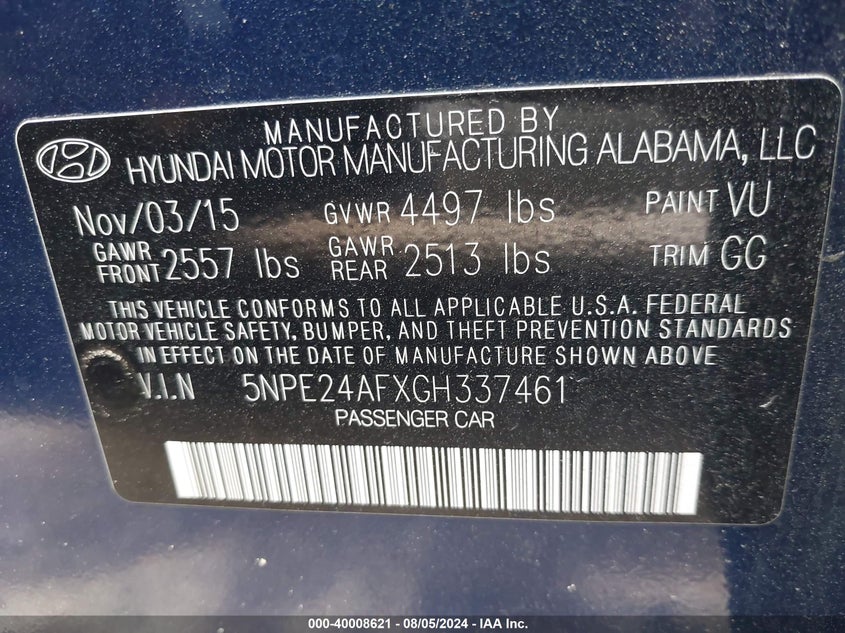 MANUFACTURED BY
HYUNDAI MOTOR MANUFACTURING ALABAMA, LLC
Nov/03/15 GVWR 4497 lbs PAINT VU
GAWR FRONT 2557 lbs GAWR REAR 2513 lbs TRIM GG
THIS VEHICLE CONFORMS TO ALL APPLICABLE U.S.A. FEDERAL
MOTOR VEHICLE SAFETY, BUMPER, AND THEFT PREVENTION STANDARDS
IN EFFECT ON THE DATE OF MANUFACTURE SHOWN ABOVE
V.I.N 5NPE24AFXGH337461
PASSENGER CAR
000-40008621 - 08/05/2024 - IAA Inc.